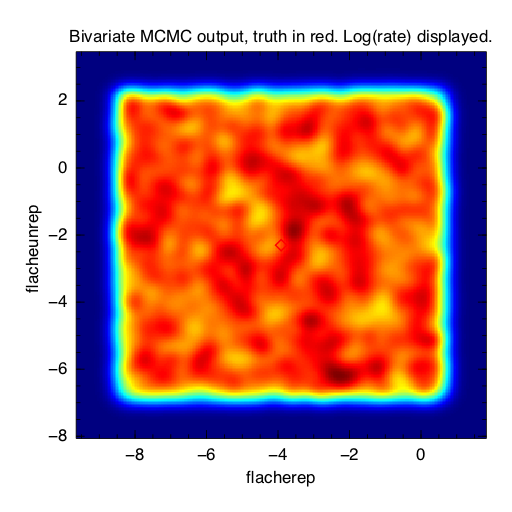 Bivariate MCMC output, truth in red. Log(rate) displayed.
2
0
−2
−4
−6
−8
flacheunrep
−8 −6 −4 −2 0
flacherep